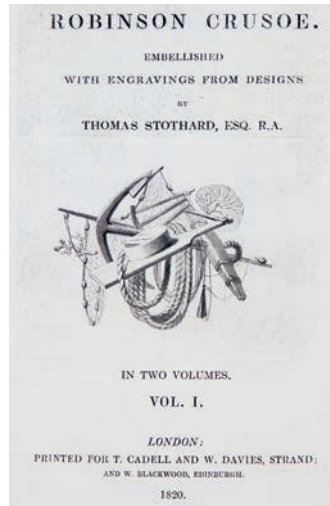 ROBINSON CRUSOE.
EMBELLISHED
WITH ENGRAVINGS FROM DESIGNS
BY
THOMAS STOTHARD, ESQ. R.A.
IN TWO VOLUMES.
VOL. I.
LONDON:
PRINTED FOR T. CADELL AND W. DAVIES, STRAND;
AND W. BLACKWOOD, EDINBURGH.
1820.